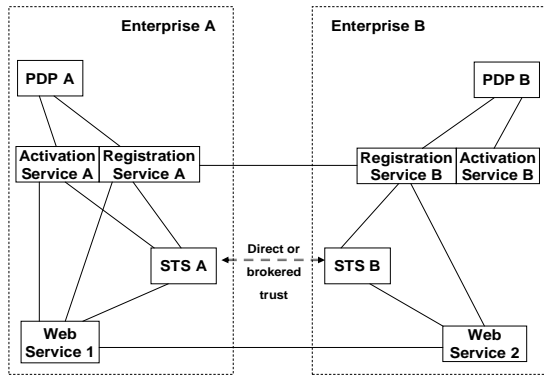 Enterprise A
Enterprise B
PDP A
PDP B
Activation
Service A
Registration
Service A
Registration
Service B
Activation
Service B
STS A
Direct or
brokered
trust
STS B
Web
Service 1
Web
Service 2